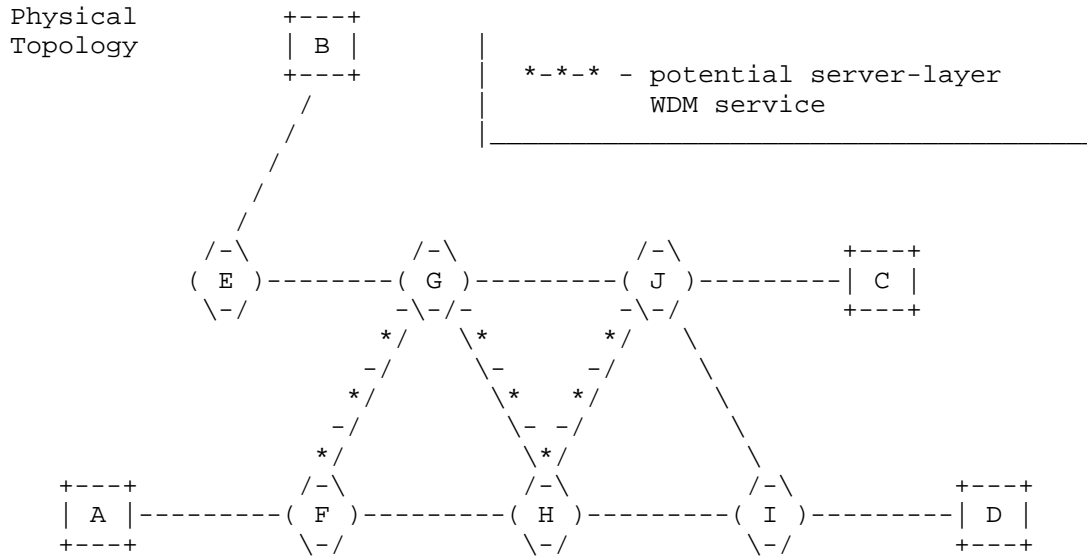 Physical
Topology
B
*-*-* - potential server-layer
WDM service
E G J C
A F H I D